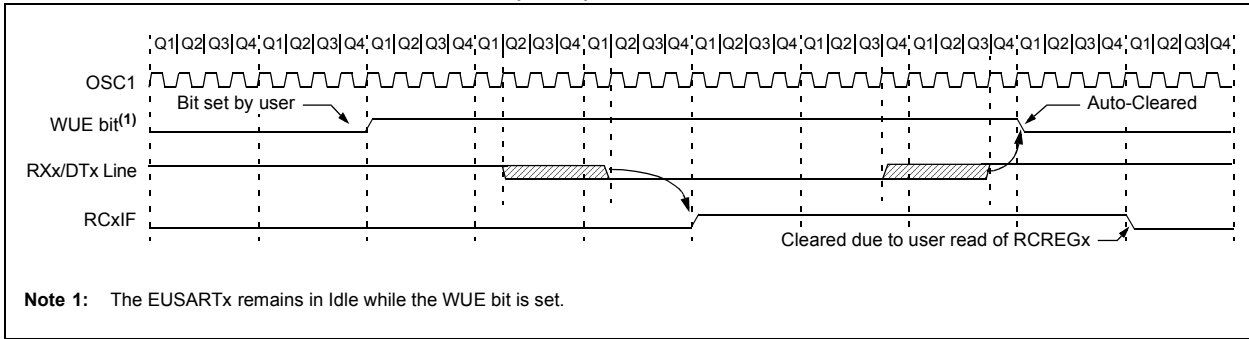 Q1 Q2 Q3 Q4 Q1 Q2 Q3 Q4 Q1 Q2 Q3 Q4 Q1 Q2 Q3 Q1 Q2 Q3 Q4 Q1 Q2 Q3 Q4 Q1 Q2 Q3 Q4 Q1 Q2 Q3 Q4 Q1 Q2 Q3 Q4 Q1 Q2 Q3 Q4
OSC1
Bit set by user
Auto-Cleared
WUE bit(1)
RXx/DTx Line
RCxIF
Cleared due to user read of RCREGx
Note 1: The EUSARTx remains in Idle while the WUE bit is set.